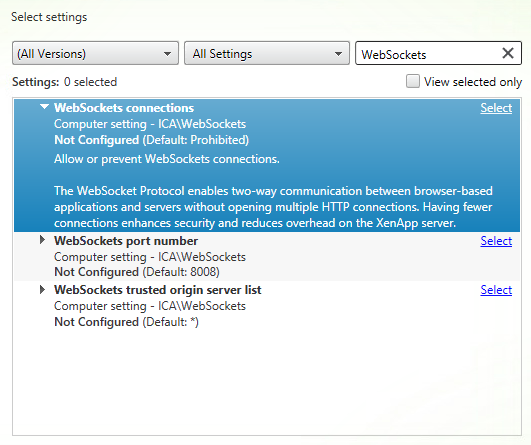 Select settings
(All Versions) All Settings WebSockets
Settings: 0 selected View selected only
WebSockets connections Select
Computer setting - ICA\WebSockets
Not Configured (Default: Prohibited)
Allow or prevent WebSockets connections.
The WebSocket Protocol enables two-way communication between browser-based
applications and servers without opening multiple HTTP connections. Having fewer
connections enhances security and reduces overhead on the XenApp server.
WebSockets port number Select
Computer setting - ICA\WebSockets
Not Configured (Default: 8008)
WebSockets trusted origin server list Select
Computer setting - ICA\WebSockets
Not Configured (Default: *)